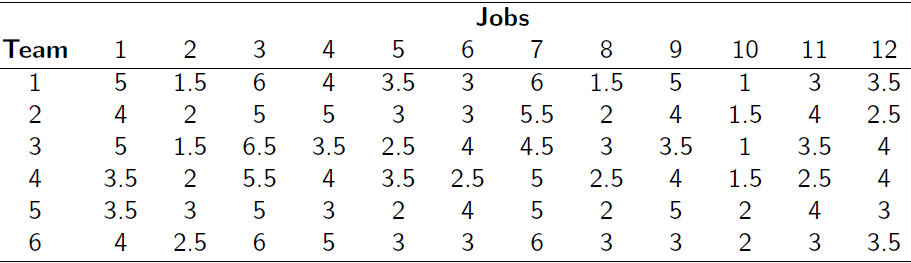 Jobs
Team 1 2 3 4 5 6 7 8 9 10 11 12
1 5 1.5 6 4 3.5 3 6 1.5 5 1 3 3.5
2 4 2 5 5 3 3 5.5 2 4 1.5 4 2.5
3 5 1.5 6.5 3.5 2.5 4 4.5 3 3.5 1 3.5 4
4 3.5 2 5.5 4 3.5 2.5 5 2.5 4 1.5 2.5 4
5 3.5 3 5 3 2 4 5 2 5 2 4 3
6 4 2.5 6 5 3 3 6 3 3 2 3 3.5